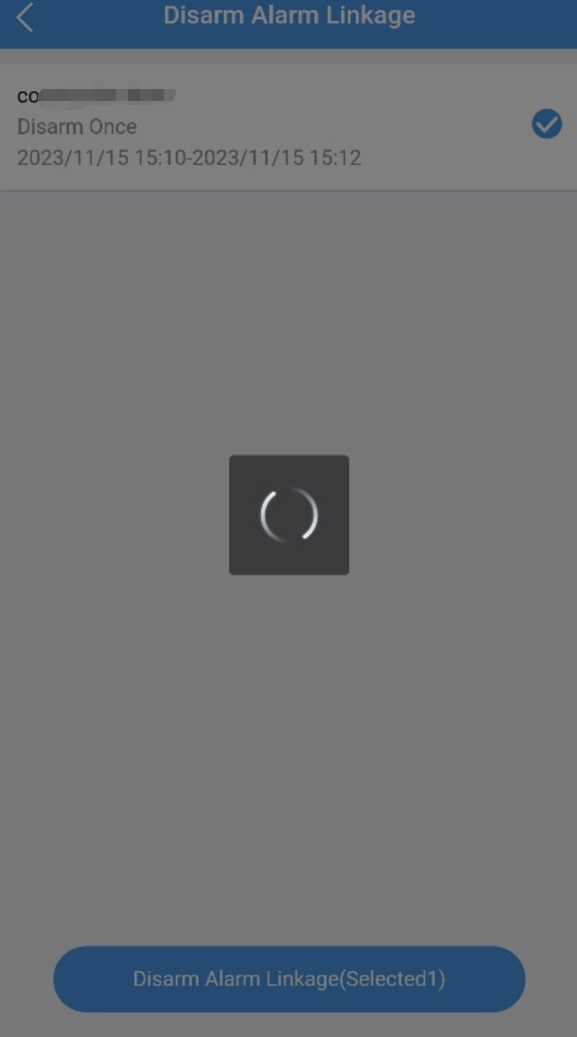 Disarm Alarm Linkage
co
Disarm Once
2023/11/15 15:10-2023/11/15 15:12
Disarm Alarm Linkage(Selected1)